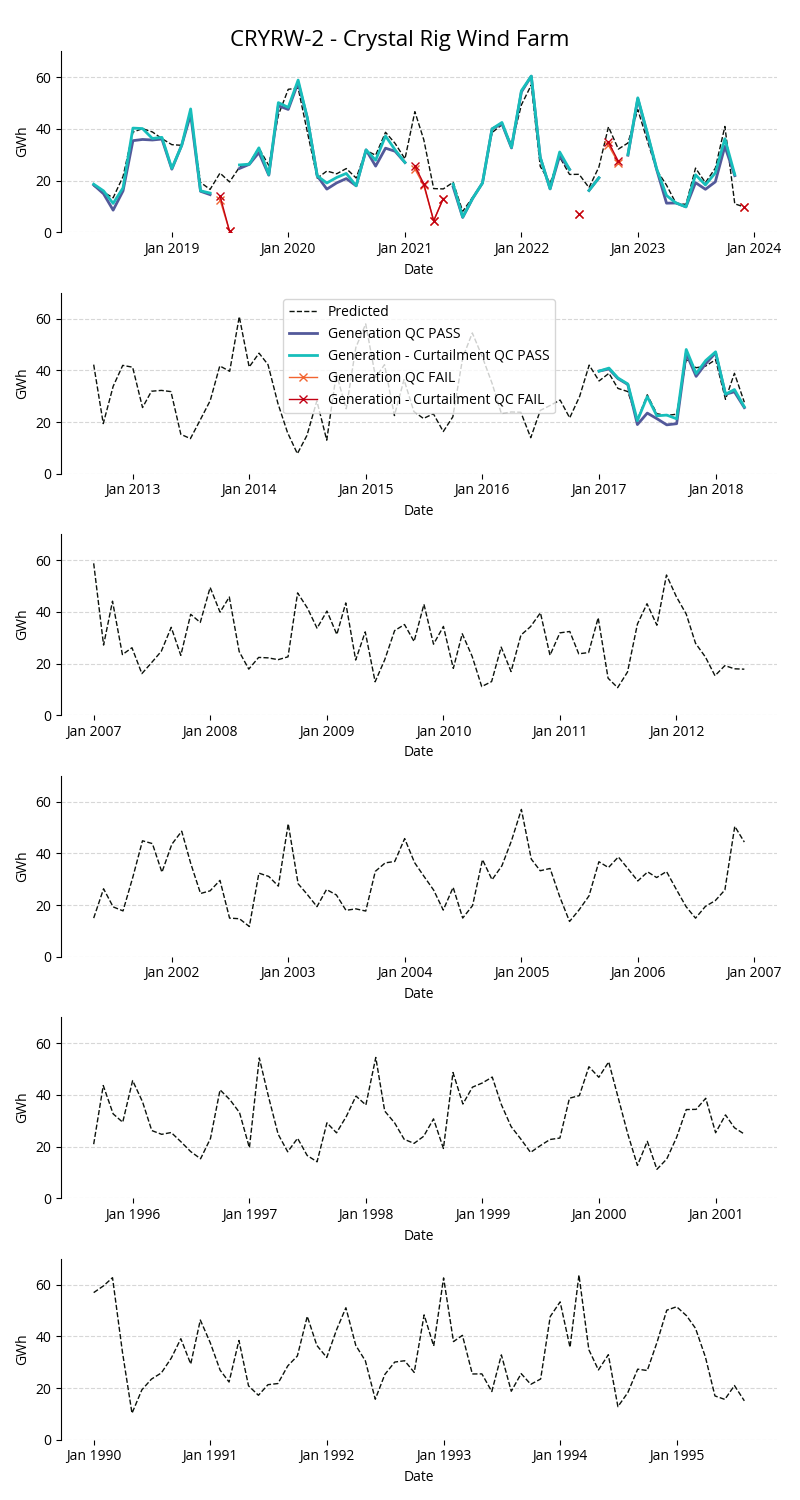 CRYRW-2 - Crystal Rig Wind Farm
60
40
20
0
GWh
Jan 2019 Jan 2020 Jan 2021 Jan 2022 Jan 2023 Jan 2024
Date
60
40
20
0
GWh
Predicted
Generation QC PASS
Generation - Curtailment QC PASS
Generation QC FAIL
Generation - Curtailment QC FAIL
Jan 2013 Jan 2014 Jan 2015 Jan 2016 Jan 2017 Jan 2018
Date
60
40
20
0
GWh
Jan 2007 Jan 2008 Jan 2009 Jan 2010 Jan 2011 Jan 2012
Date
60
40
20
0
GWh
Jan 2002 Jan 2003 Jan 2004 Jan 2005 Jan 2006 Jan 2007
Date
60
40
20
0
GWh
Jan 1996 Jan 1997 Jan 1998 Jan 1999 Jan 2000 Jan 2001
Date
60
40
20
0
GWh
Jan 1990 Jan 1991 Jan 1992 Jan 1993 Jan 1994 Jan 1995
Date